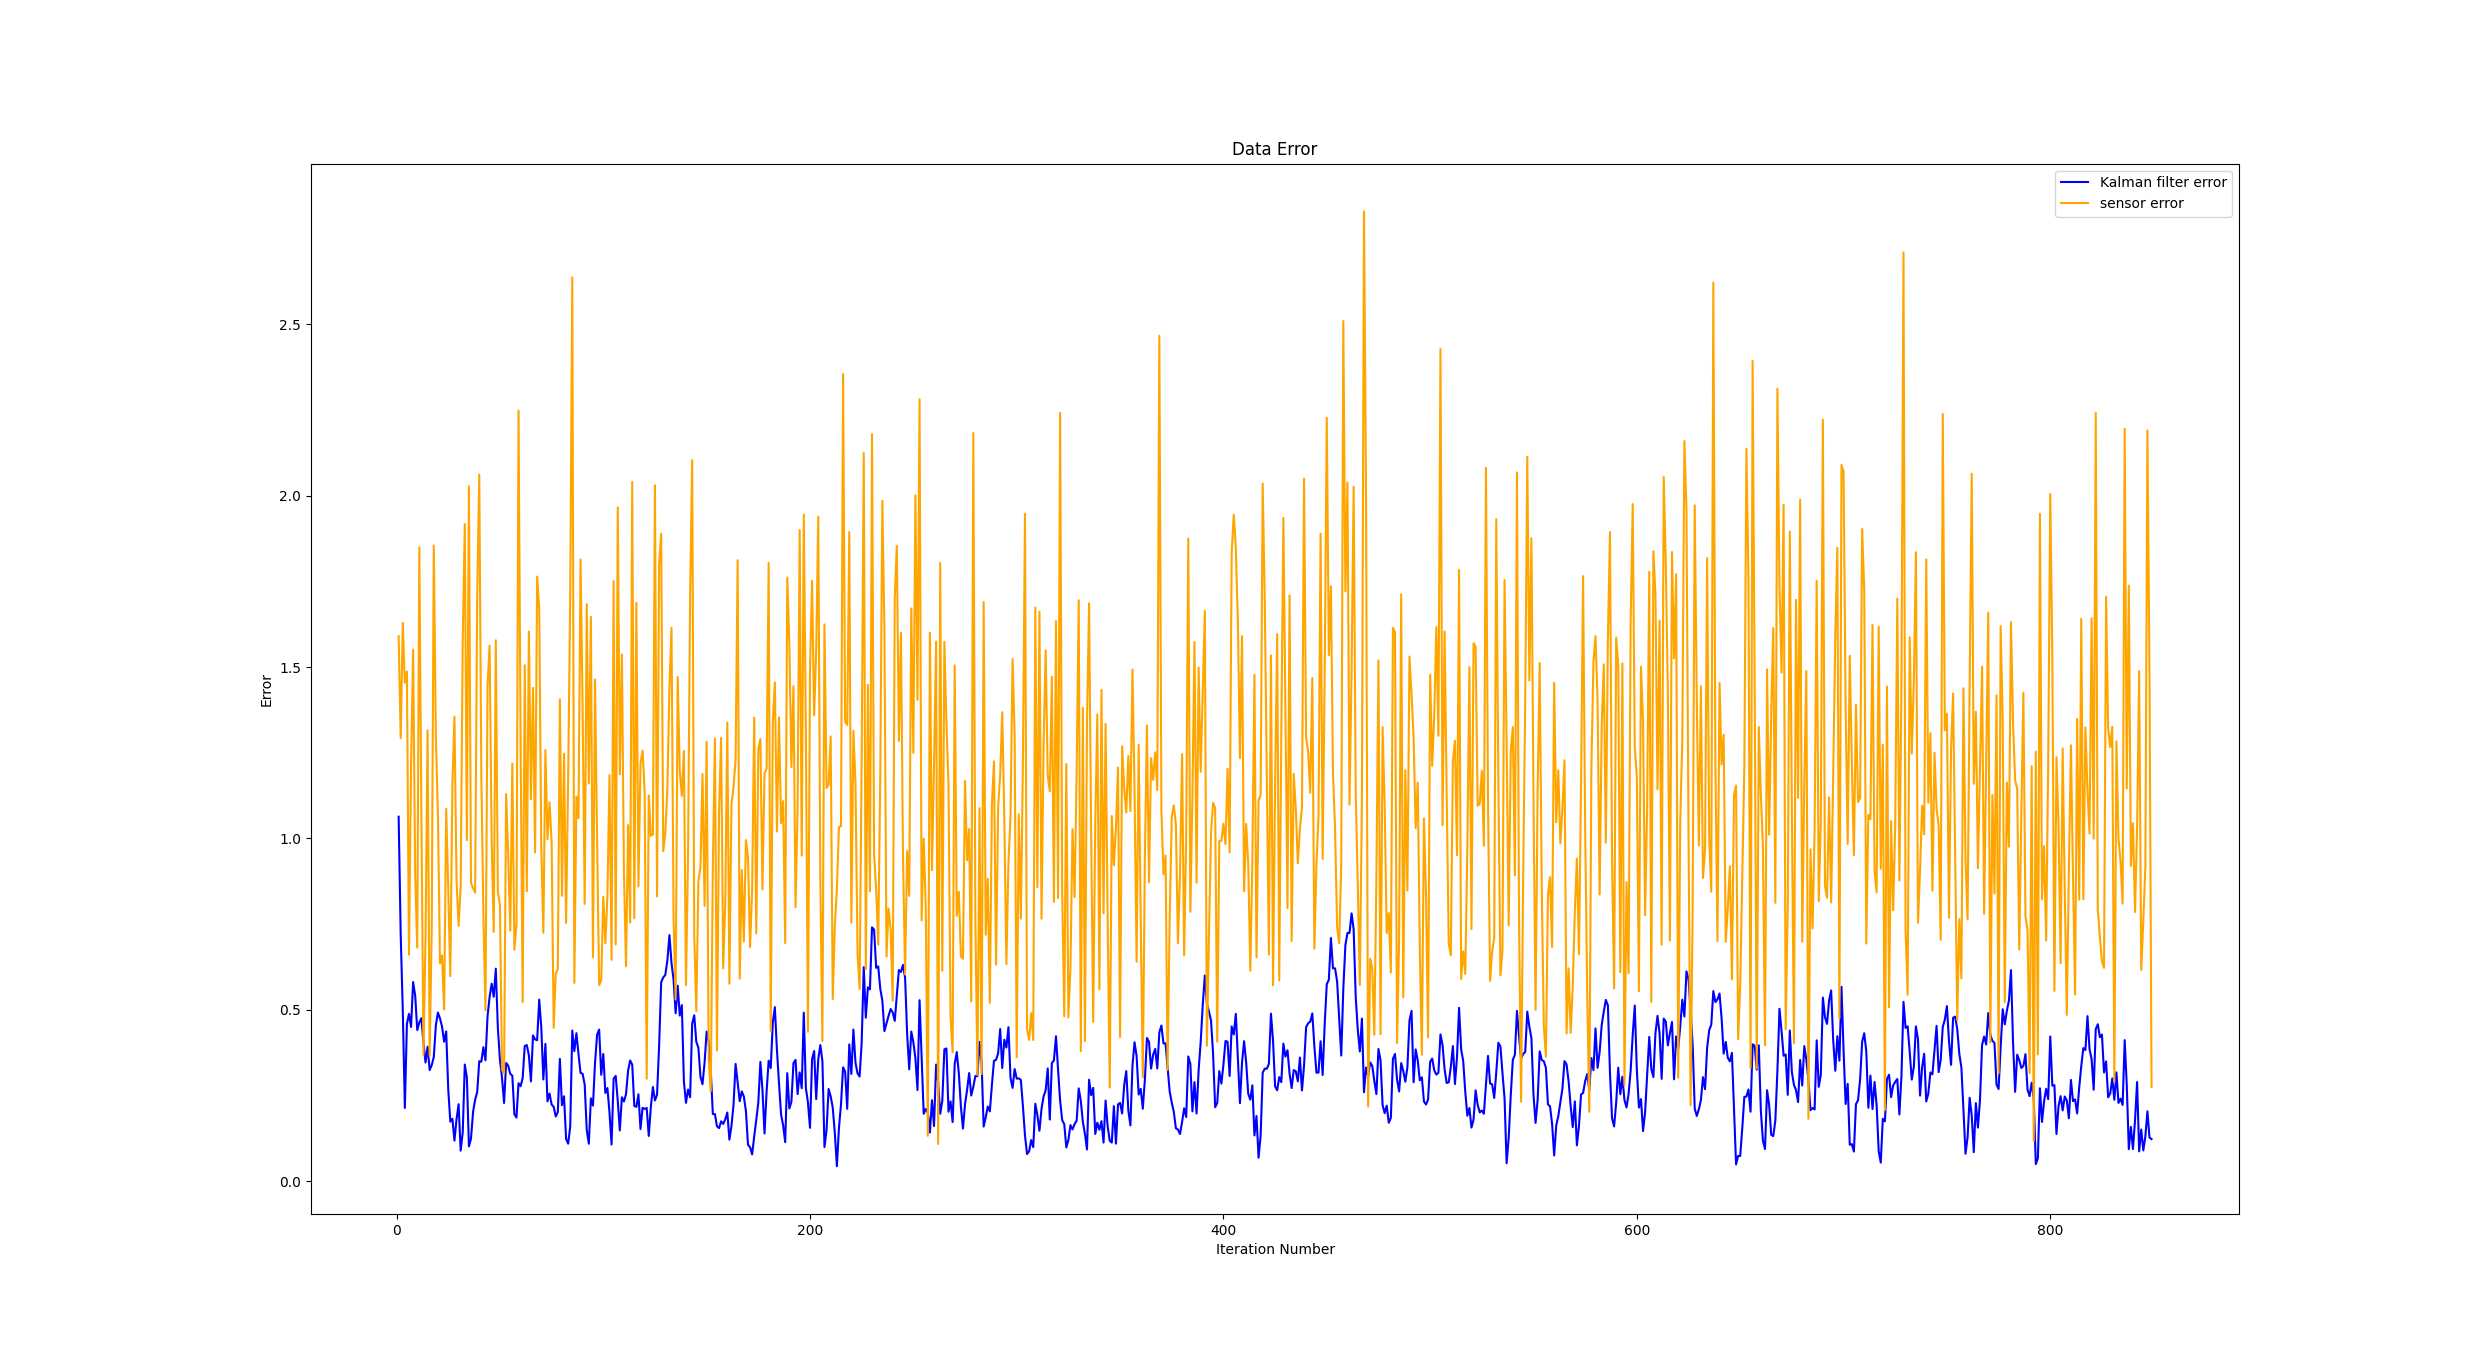 Data Error
Kalman filter error
sensor error
2.5
2.0
1.5
1.0
0.5
0.0
Error
0 200 400 600 800
Iteration Number